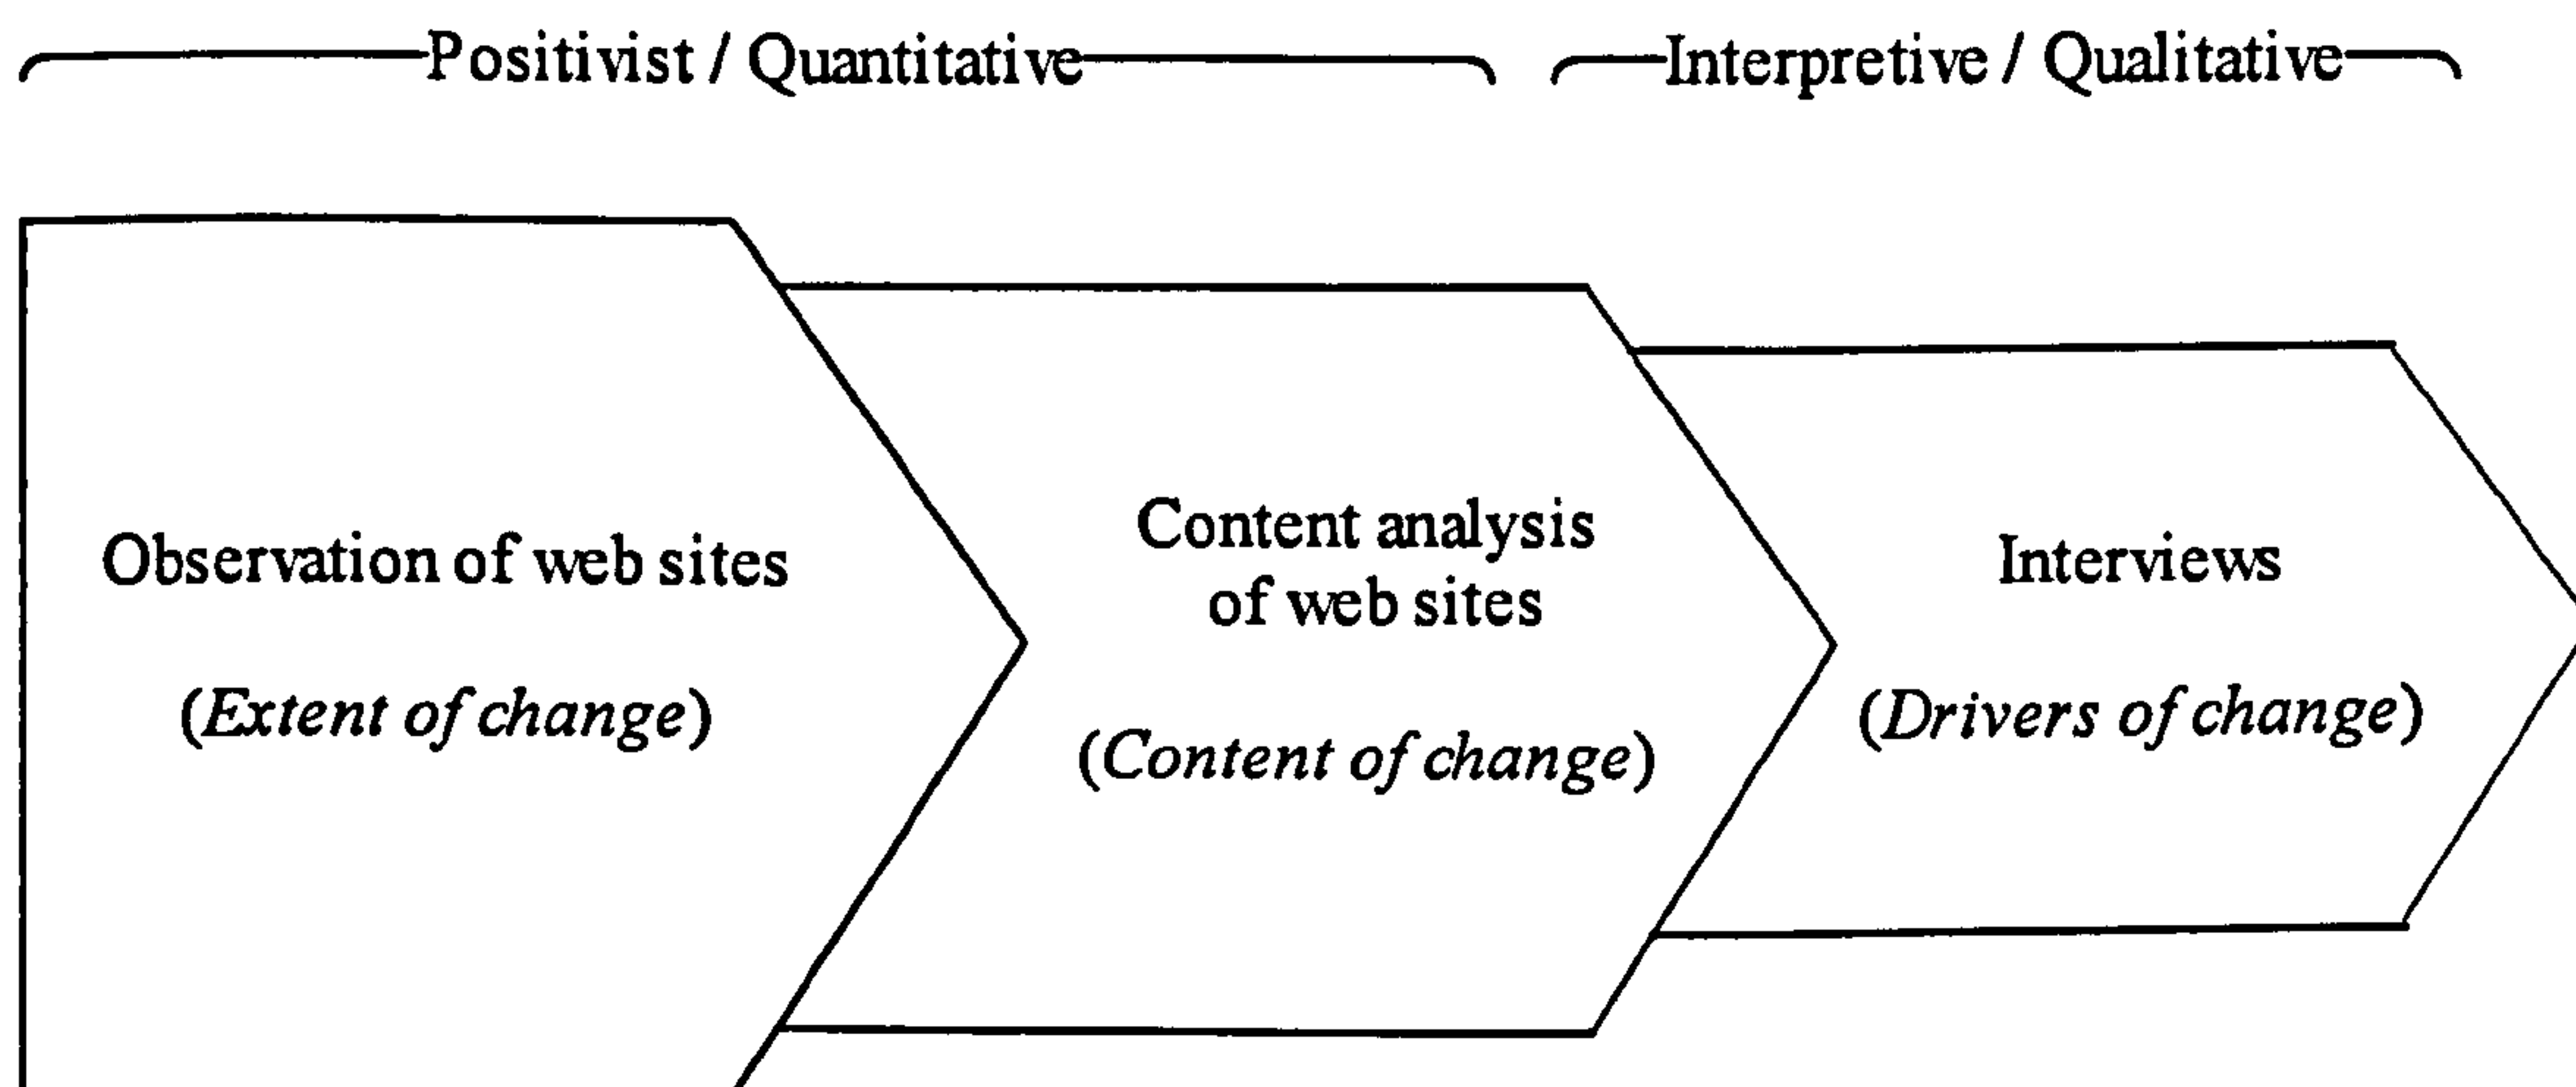 Positivist / Quantitative
Interpretive / Qualitative
Observation of web sites
(Extent of change)
Content analysis
of web sites
(Content of change)
Interviews
(Drivers of change)